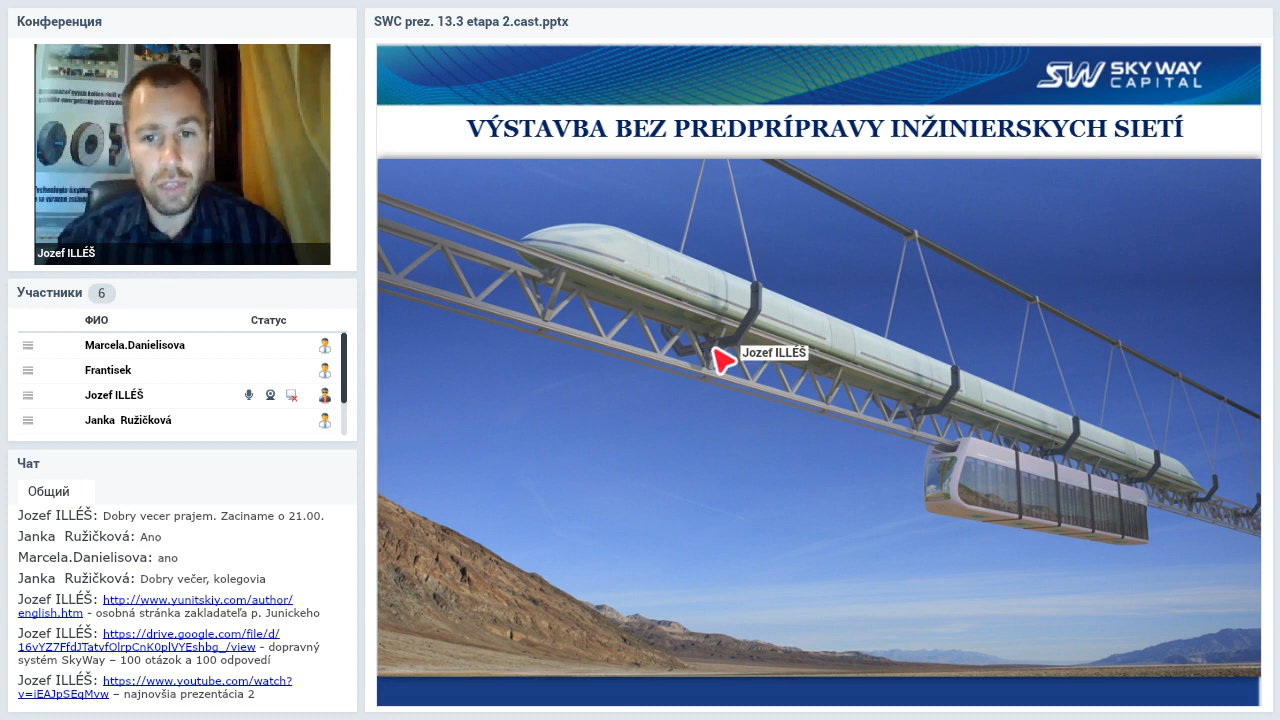 Конференция
Jozef ILLÉŠ
Участники 6
ФИО Статус
Marcela.Danielisova
Frantisek
Jozef ILLÉŠ
Janka Ružičková
Чат
Общий
Jozef ILLÉŠ: Dobry vecer prajem. Zaciname o 21.00.
Janka Ružičková: Ano
Marcela.Danielisova: ano
Janka Ružičková: Dobry večer, kolegovia
Jozef ILLÉŠ: http://www.yunitskiy.com/author/
english.htm - osobná stránka zakladateľa p. Junickeho
Jozef ILLÉŠ: https://drive.google.com/file/d/
16vYZ7FfdJTatvfOlrpCnK0plVYEshbg_/view - dopravný
systém SkyWay – 100 otázok a 100 odpovedí
Jozef ILLÉŠ: https://www.youtube.com/watch?
v=iEAJpSEqMvw – najnovšia prezentácia 2
SWC prez. 13.3 etapa 2.cast.pptx
SW SKY WAY
CAPITAL
VÝSTAVBA BEZ PREDPRÍPRAVY INŽINIERSKYCH SIETÍ
Jozef ILLÉŠ